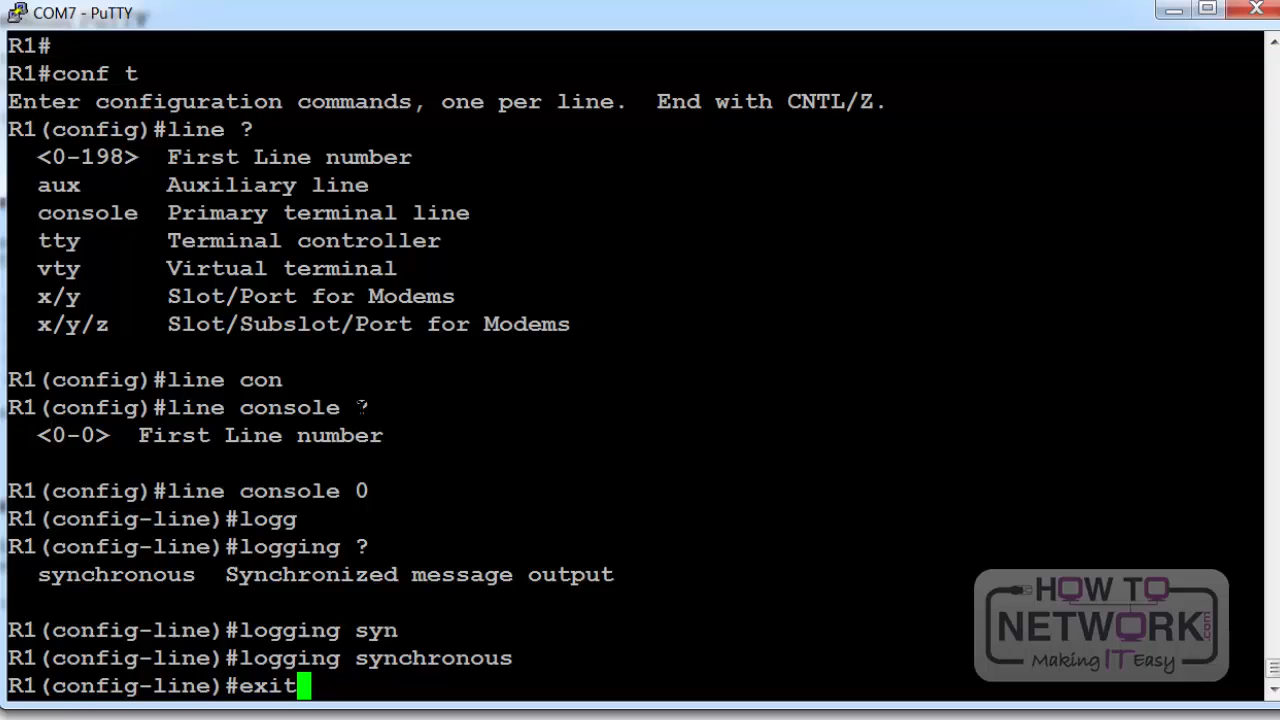 COM7 - PuTTY
R1#
R1#conf t
Enter configuration commands, one per line.  End with CNTL/Z.
R1(config)#line ?
  <0-198>  First Line number
  aux      Auxiliary line
  console  Primary terminal line
  tty      Terminal controller
  vty      Virtual terminal
  x/y      Slot/Port for Modems
  x/y/z    Slot/Subslot/Port for Modems

R1(config)#line con
R1(config)#line console ?
  <0-0>  First Line number

R1(config)#line console 0
R1(config-line)#logg
R1(config-line)#logging ?
  synchronous  Synchronized message output

R1(config-line)#logging syn
R1(config-line)#logging synchronous
R1(config-line)#exit
HOW TO
NETWORK.com
Making IT Easy